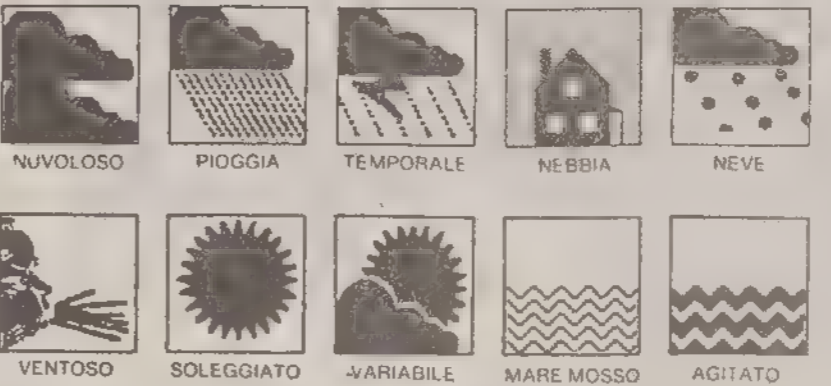 NUVOLOSO PIOGGIA TEMPORALE NEBBIA NEVE
VENTOSO SOLEGGIATO VARIABILE MARE MOSSO AGITATO